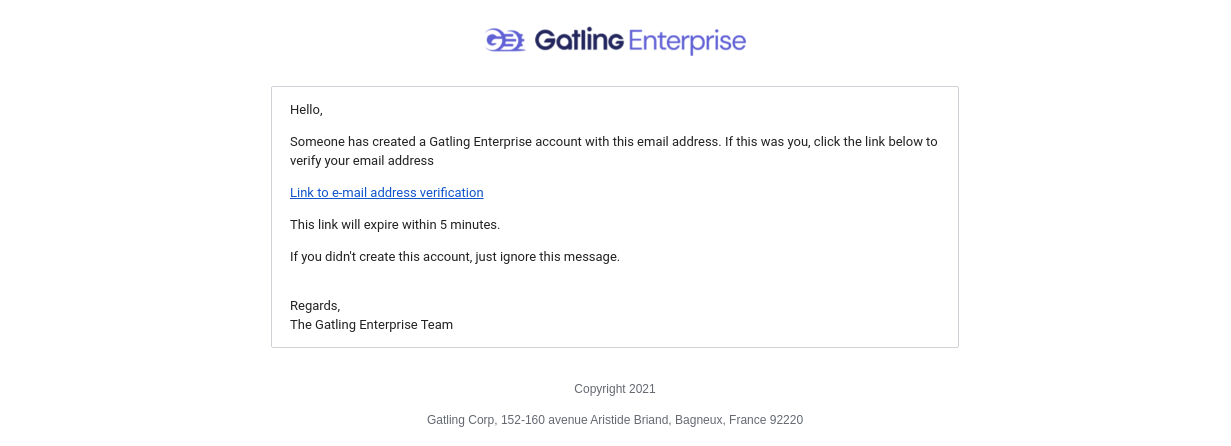 Gatling Enterprise
Hello,
Someone has created a Gatling Enterprise account with this email address. If this was you, click the link below to
verify your email address
Link to e-mail address verification
This link will expire within 5 minutes.
If you didn't create this account, just ignore this message.
Regards,
The Gatling Enterprise Team
Copyright 2021
Gatling Corp, 152-160 avenue Aristide Briand, Bagneux, France 92220